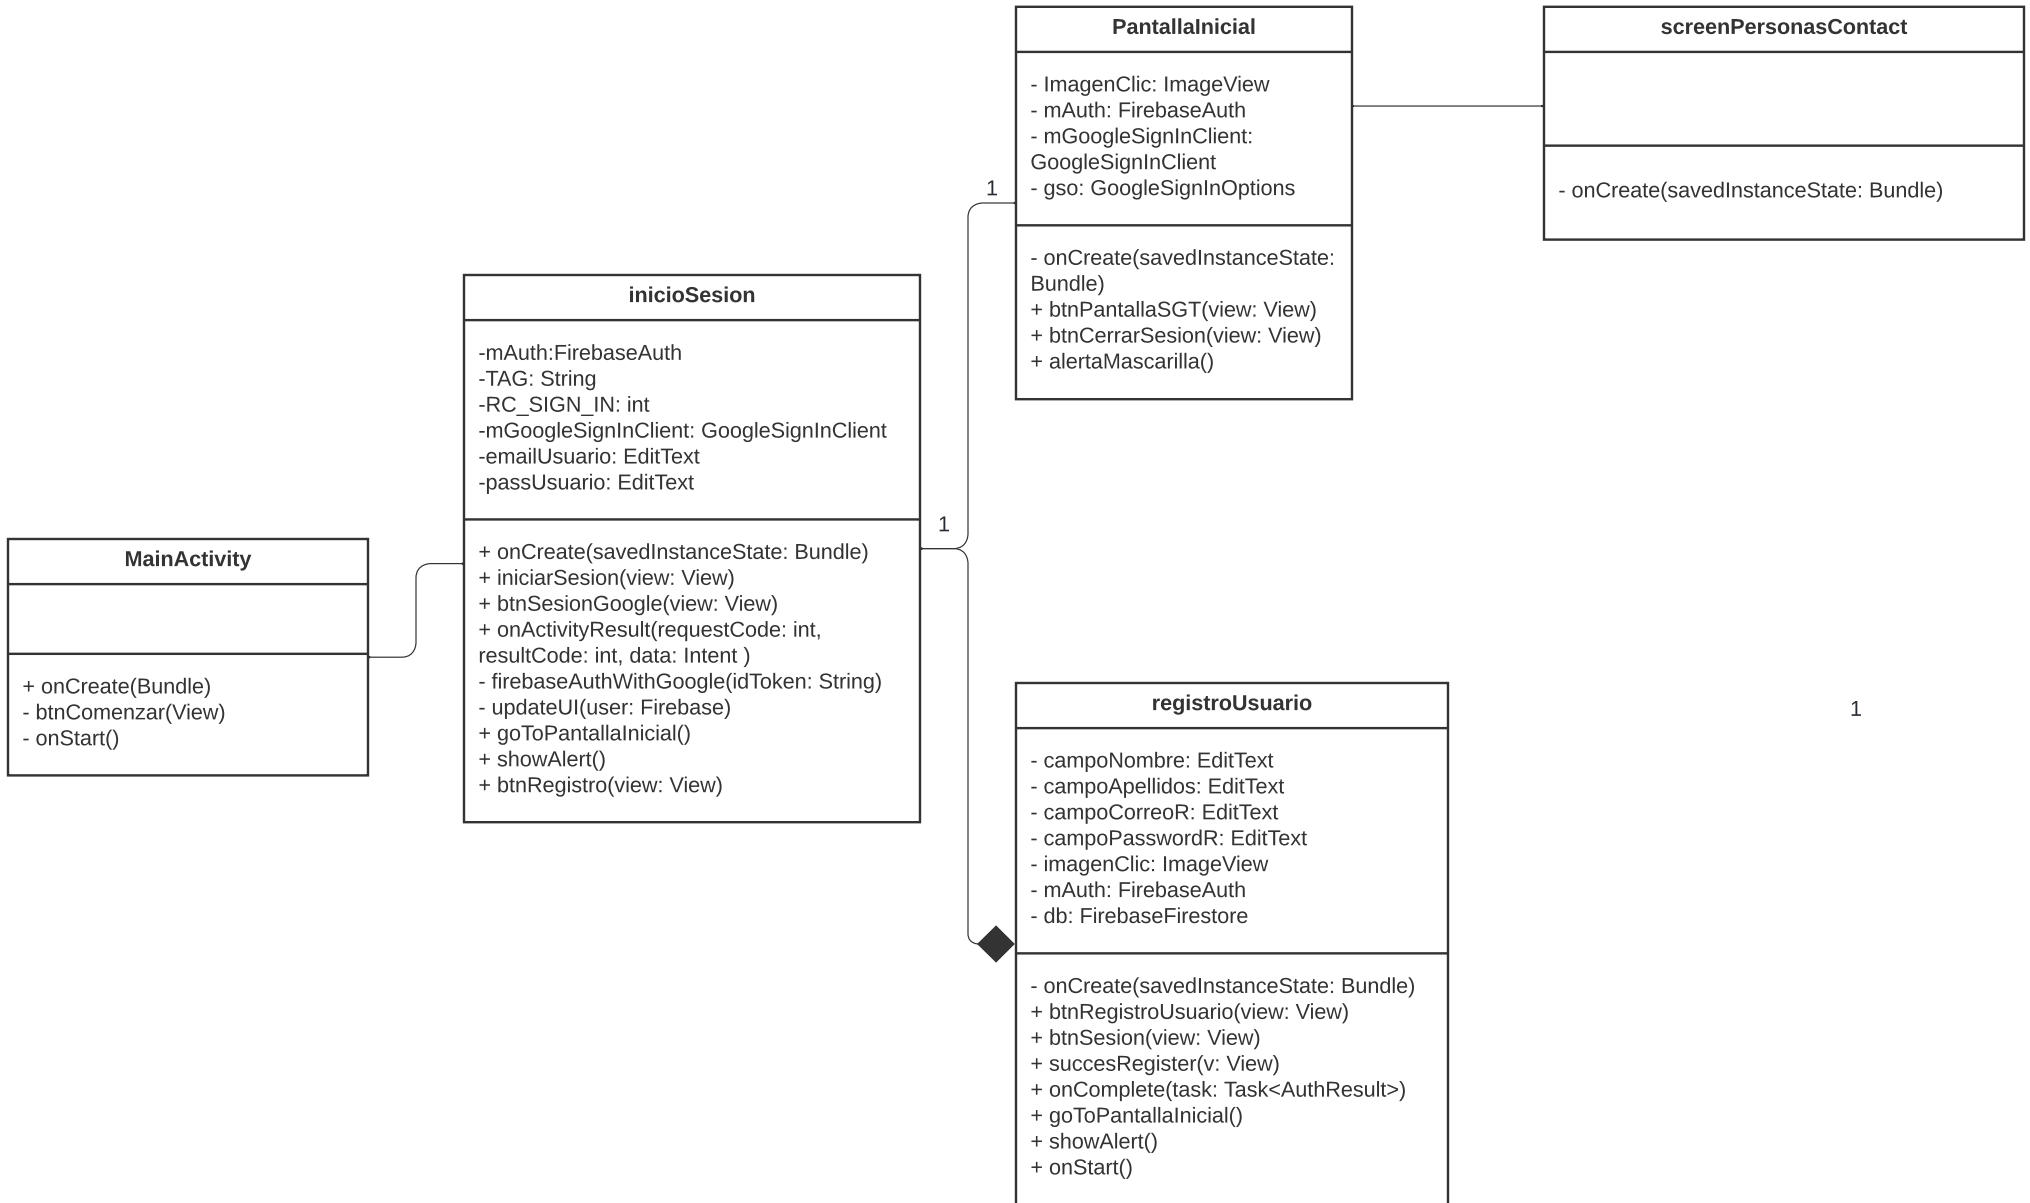 PantallaInicial
- ImagenClic: ImageView
- mAuth: FirebaseAuth
- mGoogleSignInClient:
GoogleSignInClient
- gso: GoogleSignInOptions
- onCreate(savedInstanceState:
Bundle)
+ btnPantallaSGT(view: View)
+ btnCerrarSesion(view: View)
+ alertaMascarilla()
screenPersonasContact
- onCreate(savedInstanceState: Bundle)
1
inicioSesion
-mAuth:FirebaseAuth
-TAG: String
-RC_SIGN_IN: int
-mGoogleSignInClient: GoogleSignInClient
-emailUsuario: EditText
-passUsuario: EditText
+ onCreate(savedInstanceState: Bundle)
+ iniciarSesion(view: View)
+ btnSesionGoogle(view: View)
+ onActivityResult(requestCode: int,
resultCode: int, data: Intent )
- firebaseAuthWithGoogle(idToken: String)
- updateUI(user: Firebase)
+ goToPantallaInicial()
+ showAlert()
+ btnRegistro(view: View)
1
MainActivity
+ onCreate(Bundle)
- btnComenzar(View)
- onStart()
registroUsuario
- campoNombre: EditText
- campoApellidos: EditText
- campoCorreoR: EditText
- campoPasswordR: EditText
- imagenClic: ImageView
- mAuth: FirebaseAuth
- db: FirebaseFirestore
- onCreate(savedInstanceState: Bundle)
+ btnRegistroUsuario(view: View)
+ btnSesion(view: View)
+ succesRegister(v: View)
+ onComplete(task: Task<AuthResult>)
+ goToPantallaInicial()
+ showAlert()
+ onStart()
1